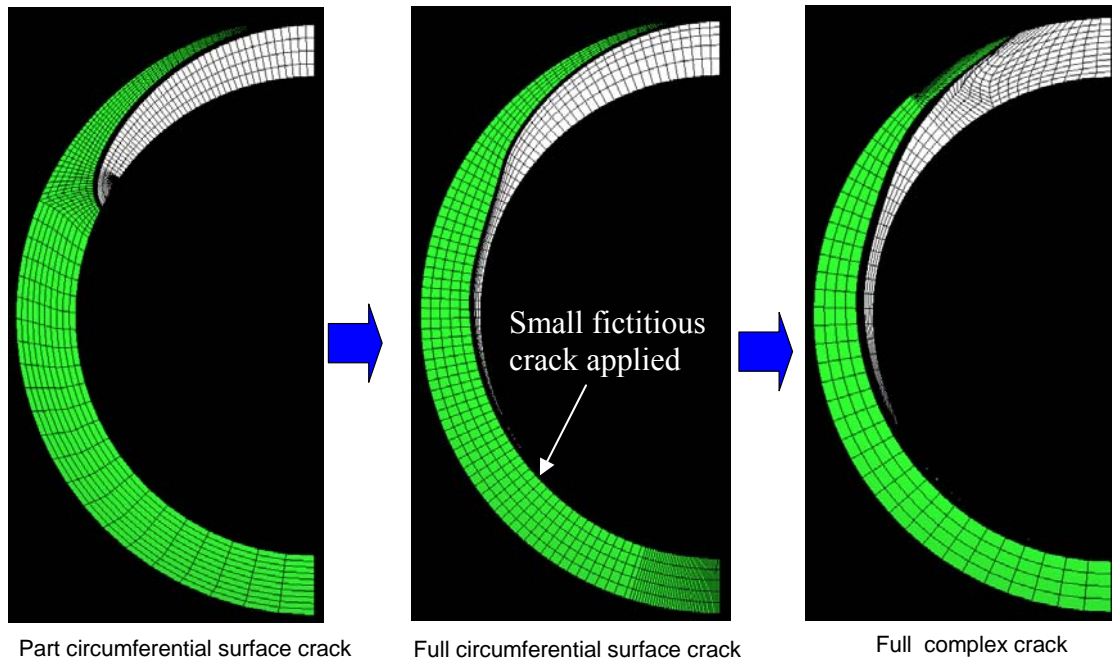 Small fictitious
crack applied
Part circumferential surface crack
Full circumferential surface crack
Full complex crack